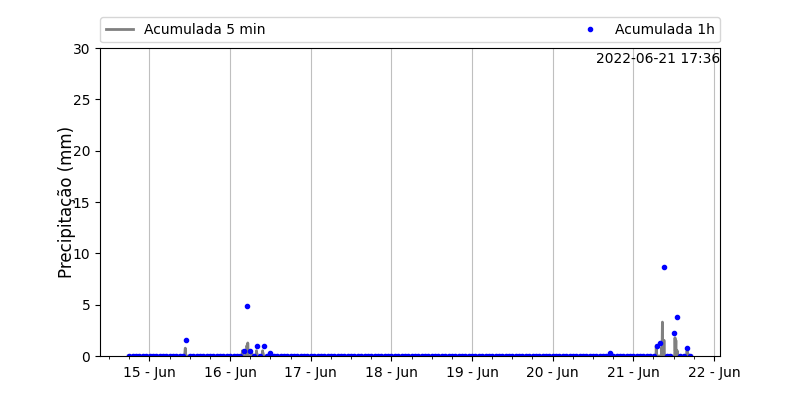 Acumulada 5 min
Acumulada 1h
2022-06-21 17:36
Precipitação (mm)
30
25
20
15
10
5
0
15 - Jun
16 - Jun
17 - Jun
18 - Jun
19 - Jun
20 - Jun
21 - Jun
22 - Jun